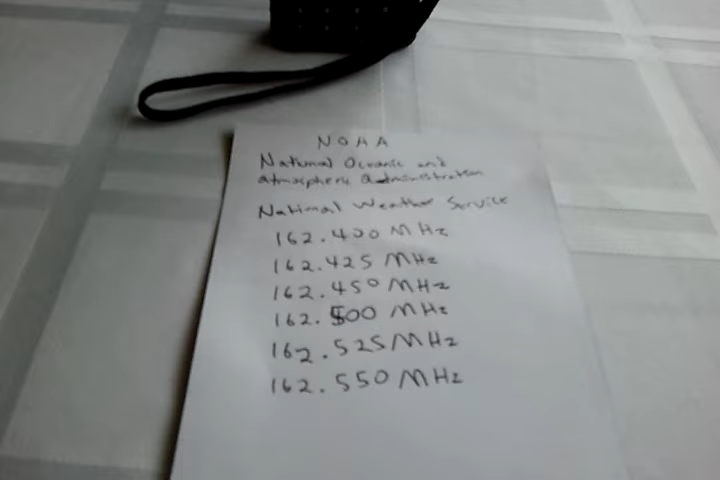 NOAA
National Oceanic and
atmospheric administration
National Weather Service
162.400 MHz
162.425 MHz
162.450 MHz
162.500 MHz
162.525 MHz
162.550 MHz